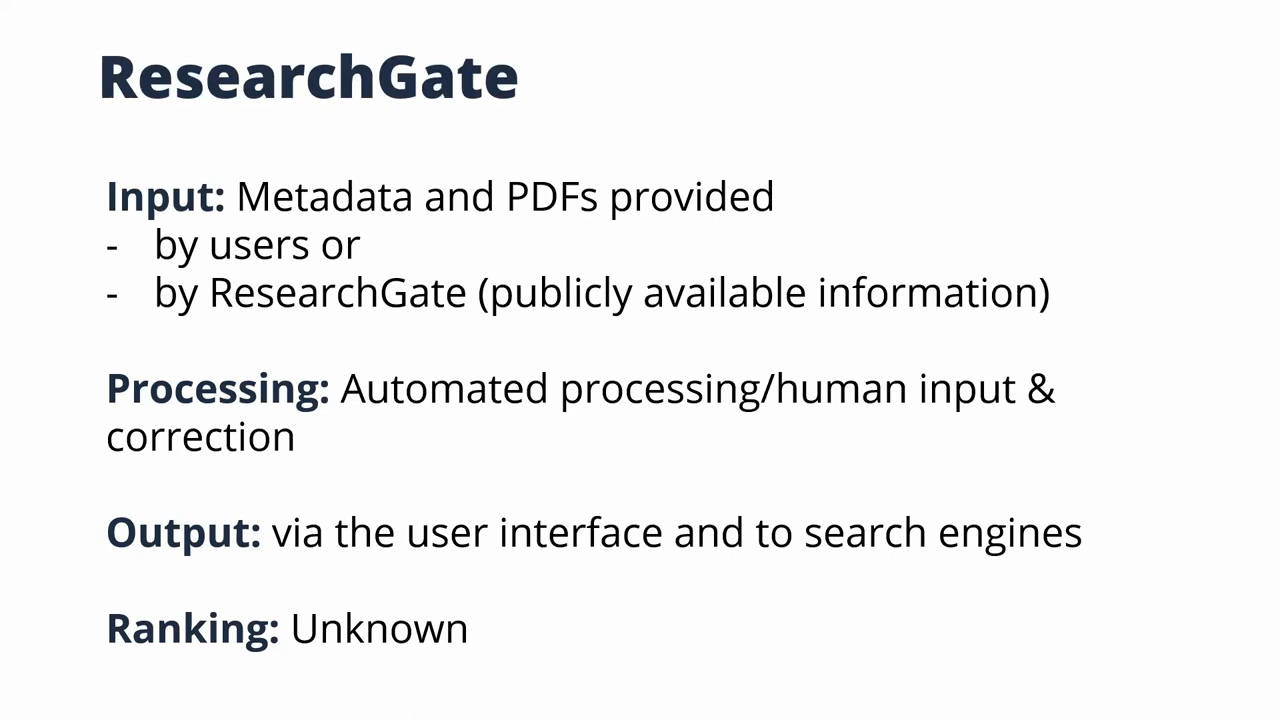 ResearchGate
Input: Metadata and PDFs provided
- by users or
- by ResearchGate (publicly available information)
Processing: Automated processing/human input &
correction
Output: via the user interface and to search engines
Ranking: Unknown